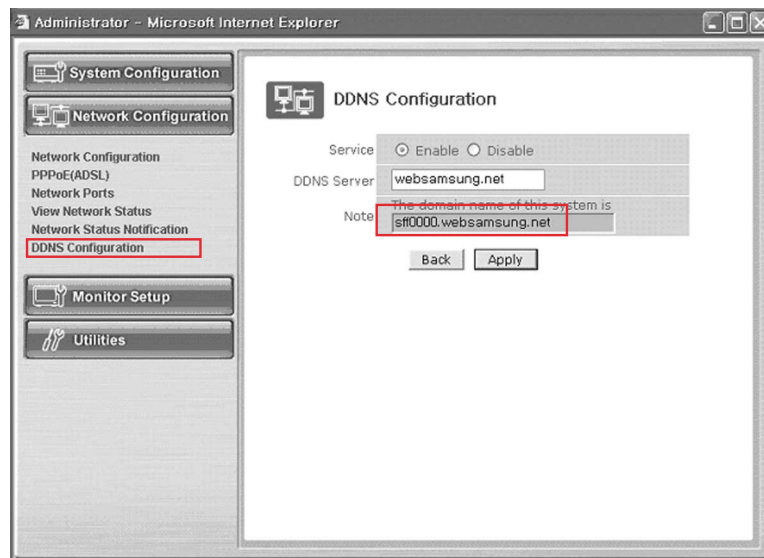 Administrator - Microsoft Internet Explorer
System Configuration
Network Configuration
Network Configuration
PPPoE(ADSL)
Network Ports
View Network Status
Network Status Notification
DDNS Configuration
Monitor Setup
Utilities
DDNS Configuration
Service Enable Disable
DDNS Server websamsung.net
Note The domain name of this system is
sff0000.websamsung.net
Back Apply